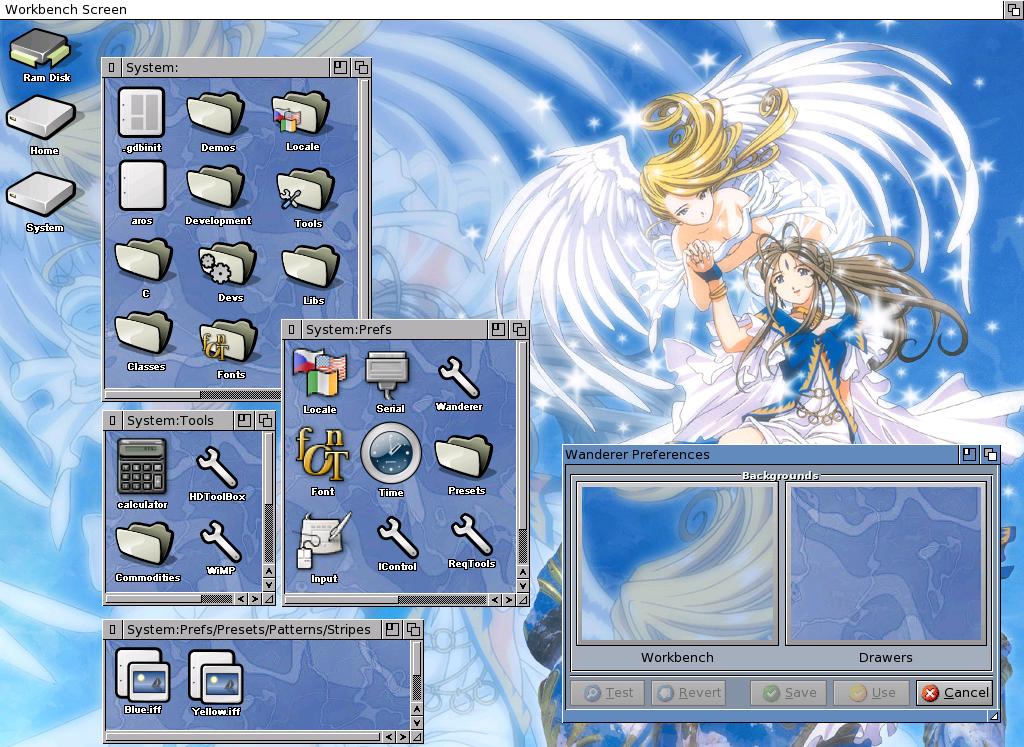 Workbench Screen
Ram Disk
Home
System
System:
.gdbinit
Demos
Locale
aros
Development
Tools
C
Devs
Libs
Classes
Fonts
System:Prefs
Locale
Serial
Wanderer
Font
Time
Presets
Input
IControl
ReqTools
System:Tools
calculator
HDToolBox
Commodities
WiMP
System:Prefs/Presets/Patterns/Stripes
Blue.iff
Yellow.iff
Wanderer Preferences
Backgrounds
Workbench
Drawers
Test
Revert
Save
Use
Cancel